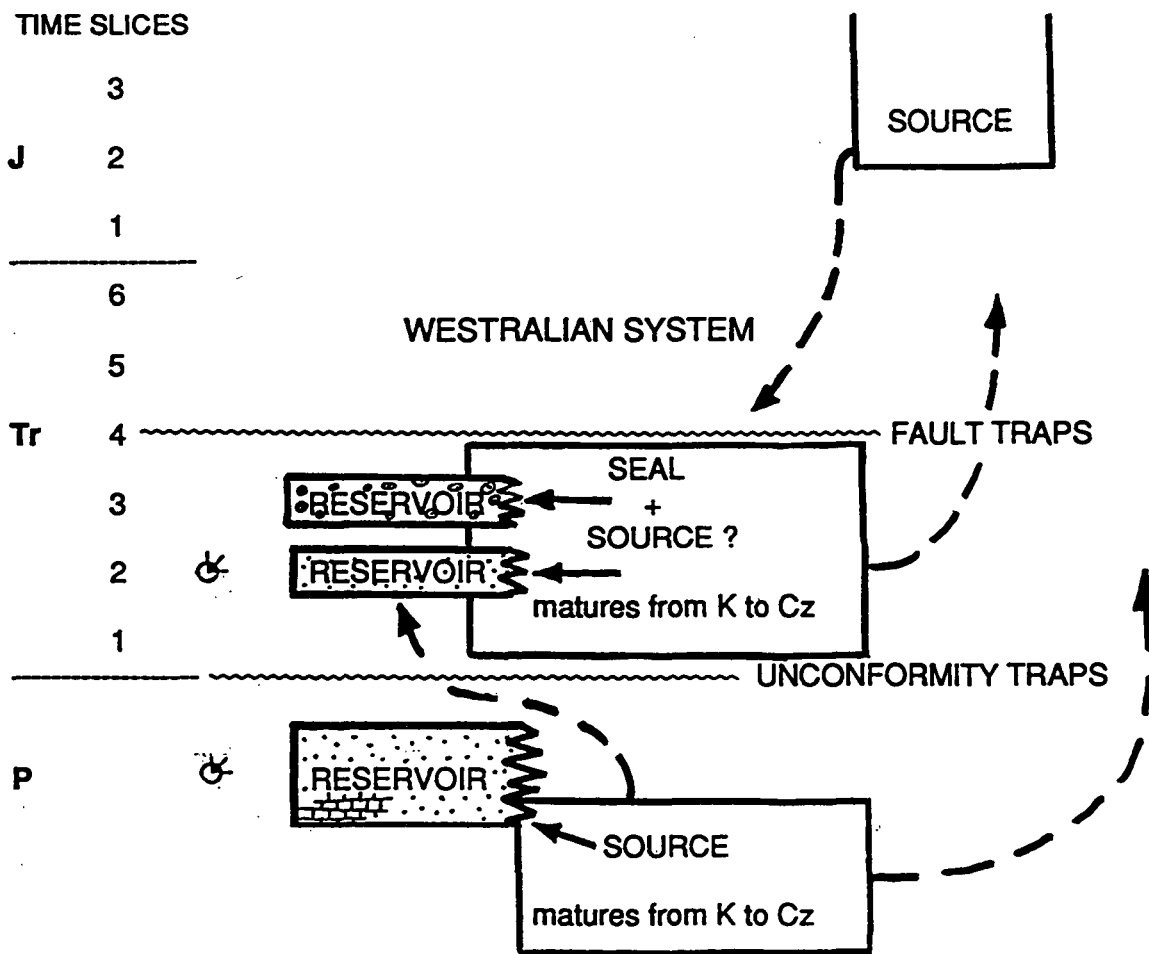 TIME SLICES
3
SOURCE
J 2
1
6
WESTRALIAN SYSTEM
5
Tr 4 FAULT TRAPS
SEAL
RESERVOIR
3
+
SOURCE ?
2 RESERVOIR
matures from K to Cz
1
UNCONFORMITY TRAPS
P RESERVOIR
SOURCE
matures from K to Cz